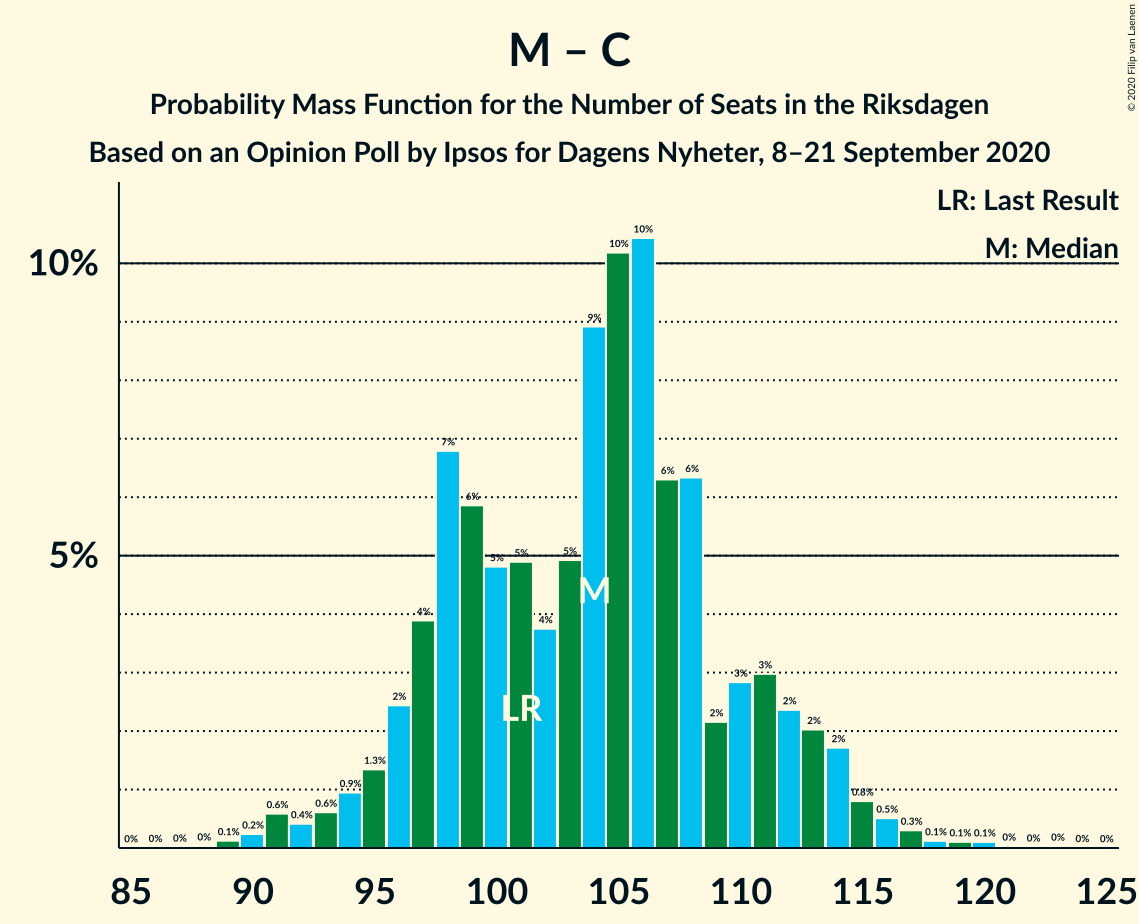 M – C
Probability Mass Function for the Number of Seats in the Riksdagen
Based on an Opinion Poll by Ipsos for Dagens Nyheter, 8–21 September 2020
© 2020 Filip van Laenen
LR: Last Result
M: Median
10%
5%
0% 0% 0% 0% 0.1% 0.2% 0.6% 0.4% 0.6% 0.9% 1.3% 2% 4% 7% 6% 5% 5% 4% 5% 9% 10% 10% 6% 6% 2% 3% 3% 2% 2% 2% 0.8% 0.5% 0.3% 0.1% 0.1% 0.1% 0% 0% 0% 0% 0%
M
LR
85 90 95 100 105 110 115 120 125